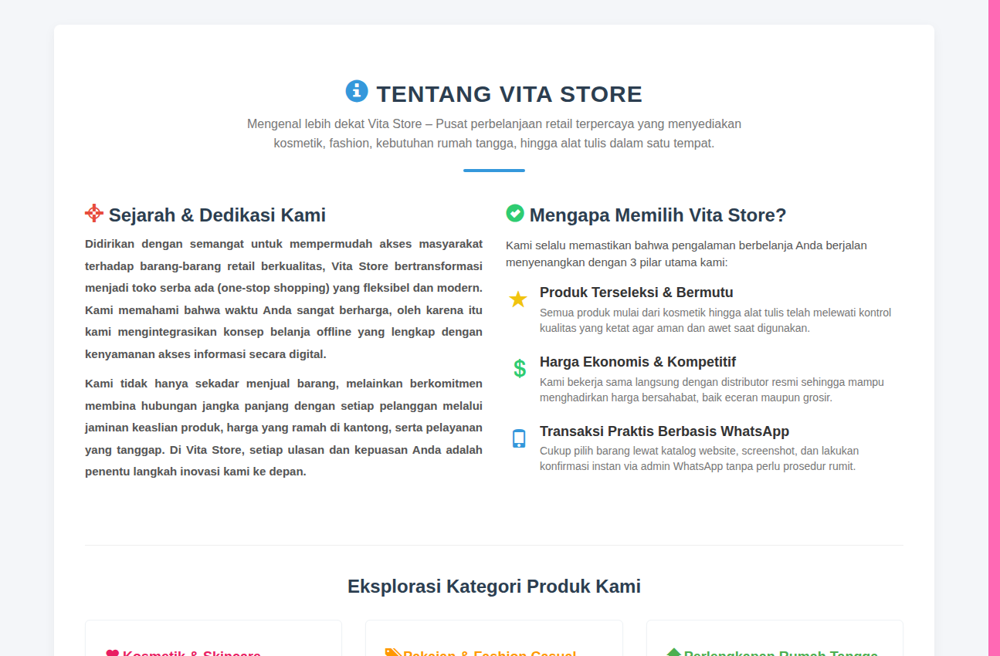 TENTANG VITA STORE
Mengenal lebih dekat Vita Store – Pusat perbelanjaan retail terpercaya yang menyediakan
kosmetik, fashion, kebutuhan rumah tangga, hingga alat tulis dalam satu tempat.
Sejarah & Dedikasi Kami
Didirikan dengan semangat untuk mempermudah akses masyarakat
terhadap barang-barang retail berkualitas, Vita Store bertransformasi
menjadi toko serba ada (one-stop shopping) yang fleksibel dan modern.
Kami memahami bahwa waktu Anda sangat berharga, oleh karena itu
kami mengintegrasikan konsep belanja offline yang lengkap dengan
kenyamanan akses informasi secara digital.
Kami tidak hanya sekadar menjual barang, melainkan berkomitmen
membina hubungan jangka panjang dengan setiap pelanggan melalui
jaminan keaslian produk, harga yang ramah di kantong, serta pelayanan
yang tanggap. Di Vita Store, setiap ulasan dan kepuasan Anda adalah
penentu langkah inovasi kami ke depan.
Mengapa Memilih Vita Store?
Kami selalu memastikan bahwa pengalaman berbelanja Anda berjalan
menyenangkan dengan 3 pilar utama kami:
Produk Terseleksi & Bermutu
Semua produk mulai dari kosmetik hingga alat tulis telah melewati kontrol
kualitas yang ketat agar aman dan awet saat digunakan.
Harga Ekonomis & Kompetitif
Kami bekerja sama langsung dengan distributor resmi sehingga mampu
menghadirkan harga bersahabat, baik eceran maupun grosir.
Transaksi Praktis Berbasis WhatsApp
Cukup pilih barang lewat katalog website, screenshot, dan lakukan
konfirmasi instan via admin WhatsApp tanpa perlu prosedur rumit.
Eksplorasi Kategori Produk Kami
Kosmetik & Skincare
Pakaian & Fashion Casual
Perlengkapan Rumah Tangga